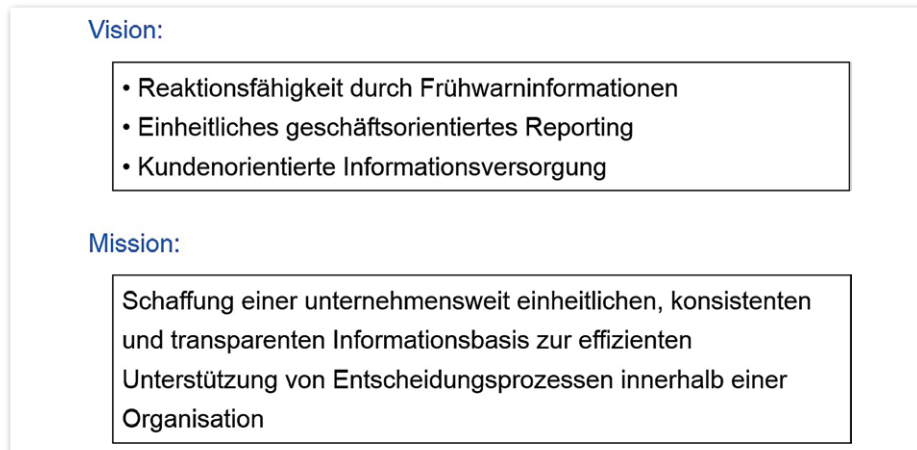 Vision:
• Reaktionsfähigkeit durch Frühwarninformationen
• Einheitliches geschäftsorientiertes Reporting
• Kundenorientierte Informationsversorgung
Mission:
Schaffung einer unternehmensweit einheitlichen, konsistenten
und transparenten Informationsbasis zur effizienten
Unterstützung von Entscheidungsprozessen innerhalb einer
Organisation